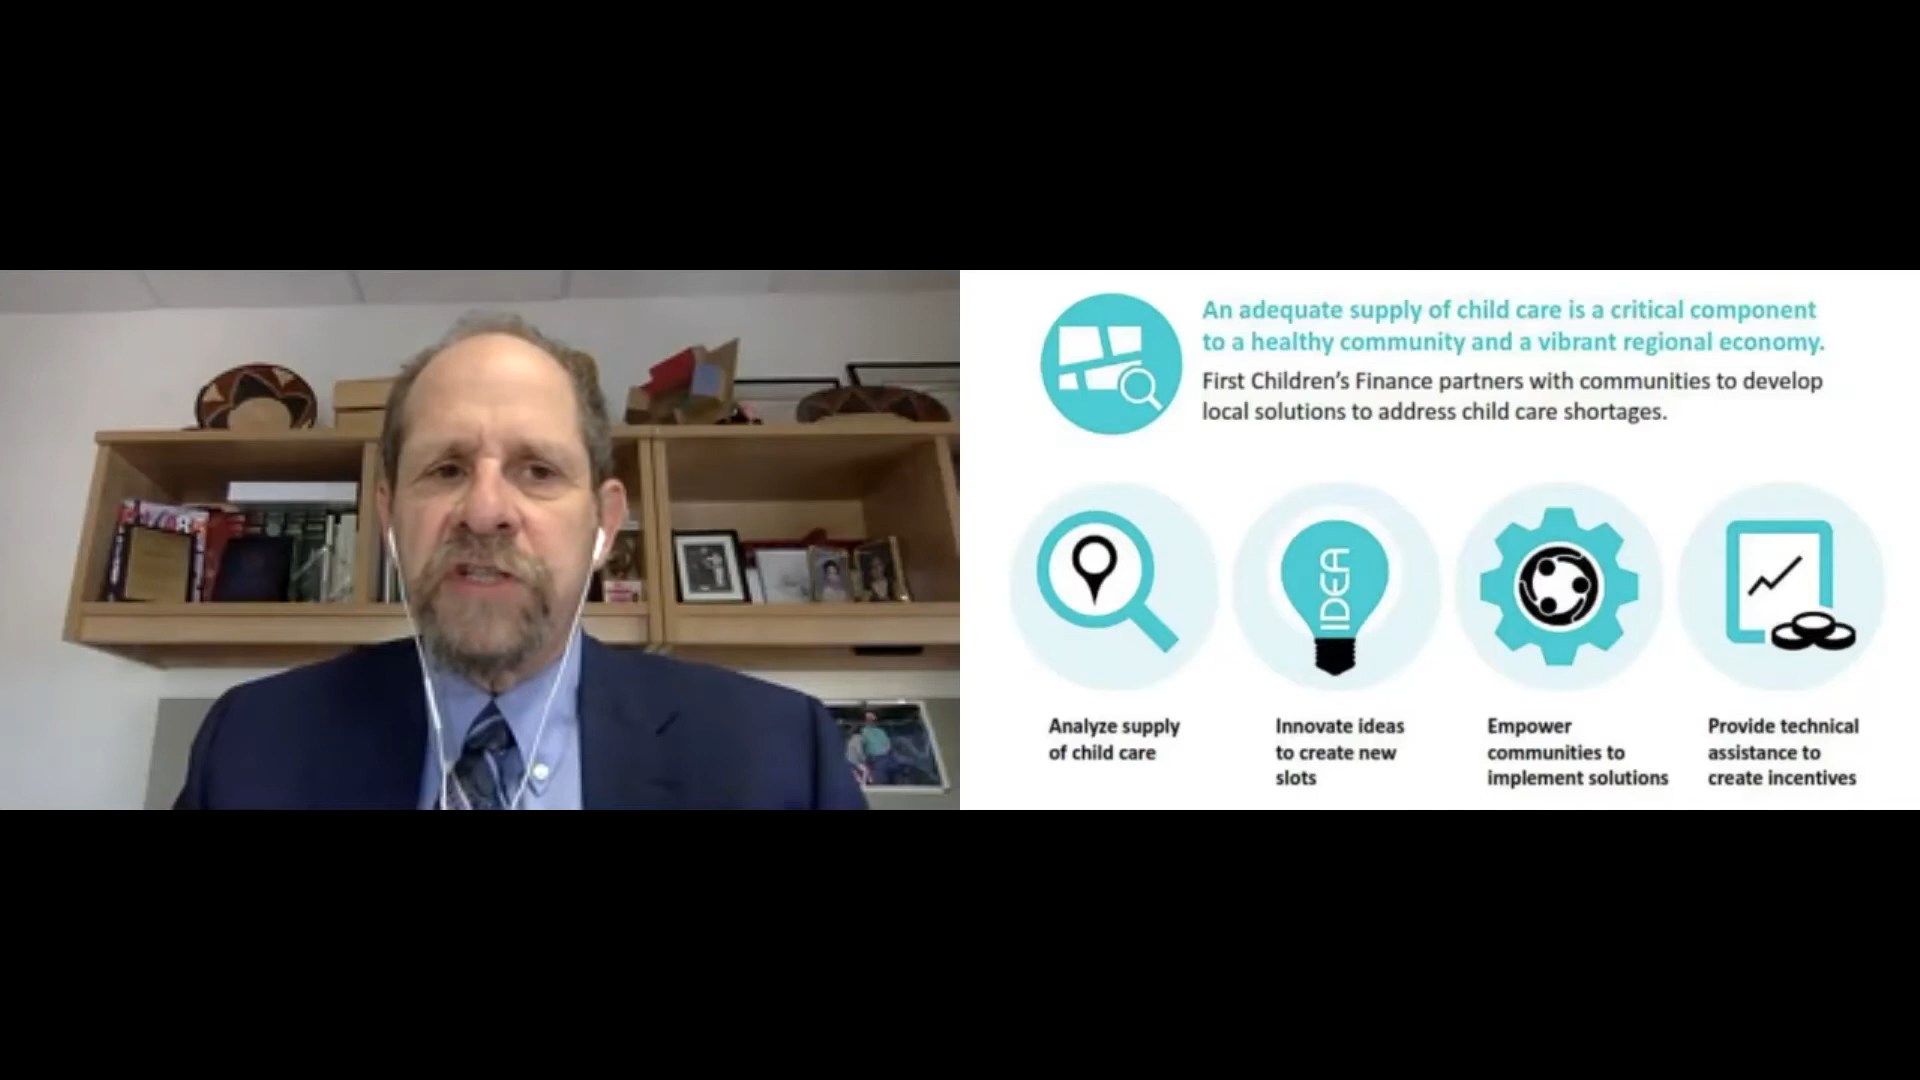 An adequate supply of child care is a critical component
to a healthy community and a vibrant regional economy.
First Children's Finance partners with communities to develop
local solutions to address child care shortages.
IDEA
Analyze supply
of child care
Innovate ideas
to create new
slots
Empower
communities to
implement solutions
Provide technical
assistance to
create incentives